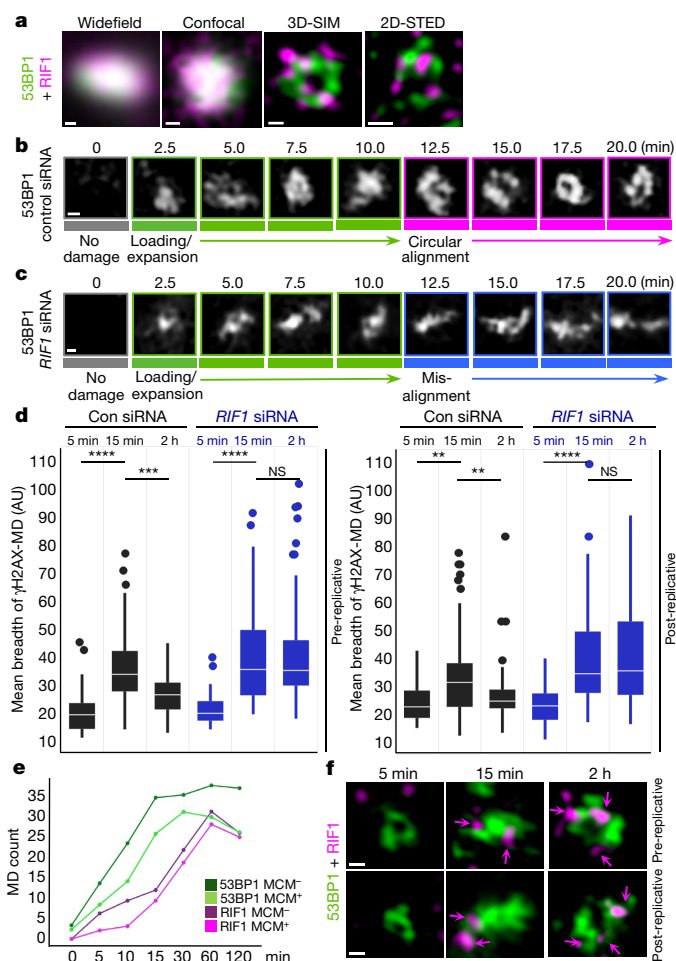 a
Widefield Confocal 3D-SIM 2D-STED
53BP1 + RIF1
b
0 2.5 5.0 7.5 10.0 12.5 15.0 17.5 20.0 (min)
53BP1 control siRNA
No damage
Loading/ expansion
Circular alignment
c
0 2.5 5.0 7.5 10.0 12.5 15.0 17.5 20.0 (min)
53BP1 RIF1 siRNA
No damage
Loading/ expansion
Mis- alignment
d
Con siRNA RIF1 siRNA
5 min 15 min 2 h 5 min 15 min 2 h
**** *** **** NS
110
100
90
80
70
60
50
40
30
20
10
Mean breadth of γH2AX-MD (AU)
Pre-replicative
Con siRNA RIF1 siRNA
5 min 15 min 2 h 5 min 15 min 2 h
** ** **** NS
110
100
90
80
70
60
50
40
30
20
10
Mean breadth of γH2AX-MD (AU)
Post-replicative
e
MD count
35
30
25
20
15
10
5
0
0 5 10 15 30 60 120 min
53BP1 MCM⁻
53BP1 MCM⁺
RIF1 MCM⁻
RIF1 MCM⁺
f
5 min 15 min 2 h
53BP1 + RIF1
Pre-replicative
Post-replicative